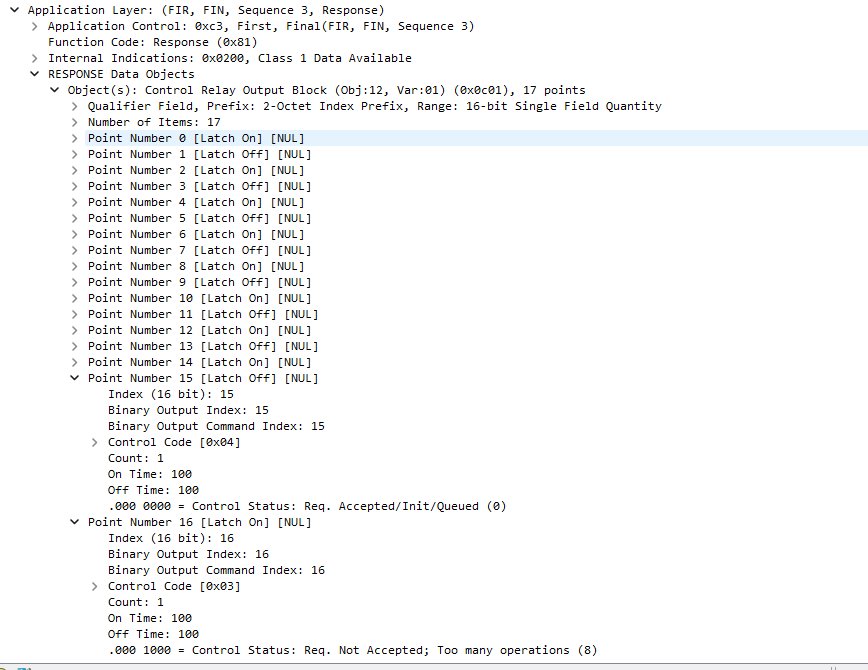 Application Layer: (FIR, FIN, Sequence 3, Response)
Application Control: 0xc3, First, Final(FIR, FIN, Sequence 3)
Function Code: Response (0x81)
Internal Indications: 0x0200, Class 1 Data Available
RESPONSE Data Objects
Object(s): Control Relay Output Block (Obj:12, Var:01) (0x0c01), 17 points
Qualifier Field, Prefix: 2-Octet Index Prefix, Range: 16-bit Single Field Quantity
Number of Items: 17
Point Number 0 [Latch On] [NUL]
Point Number 1 [Latch Off] [NUL]
Point Number 2 [Latch On] [NUL]
Point Number 3 [Latch Off] [NUL]
Point Number 4 [Latch On] [NUL]
Point Number 5 [Latch Off] [NUL]
Point Number 6 [Latch On] [NUL]
Point Number 7 [Latch Off] [NUL]
Point Number 8 [Latch On] [NUL]
Point Number 9 [Latch Off] [NUL]
Point Number 10 [Latch On] [NUL]
Point Number 11 [Latch Off] [NUL]
Point Number 12 [Latch On] [NUL]
Point Number 13 [Latch Off] [NUL]
Point Number 14 [Latch On] [NUL]
Point Number 15 [Latch Off] [NUL]
Index (16 bit): 15
Binary Output Index: 15
Binary Output Command Index: 15
Control Code [0x04]
Count: 1
On Time: 100
Off Time: 100
.000 0000 = Control Status: Req. Accepted/Init/Queued (0)
Point Number 16 [Latch On] [NUL]
Index (16 bit): 16
Binary Output Index: 16
Binary Output Command Index: 16
Control Code [0x03]
Count: 1
On Time: 100
Off Time: 100
.000 1000 = Control Status: Req. Not Accepted; Too many operations (8)